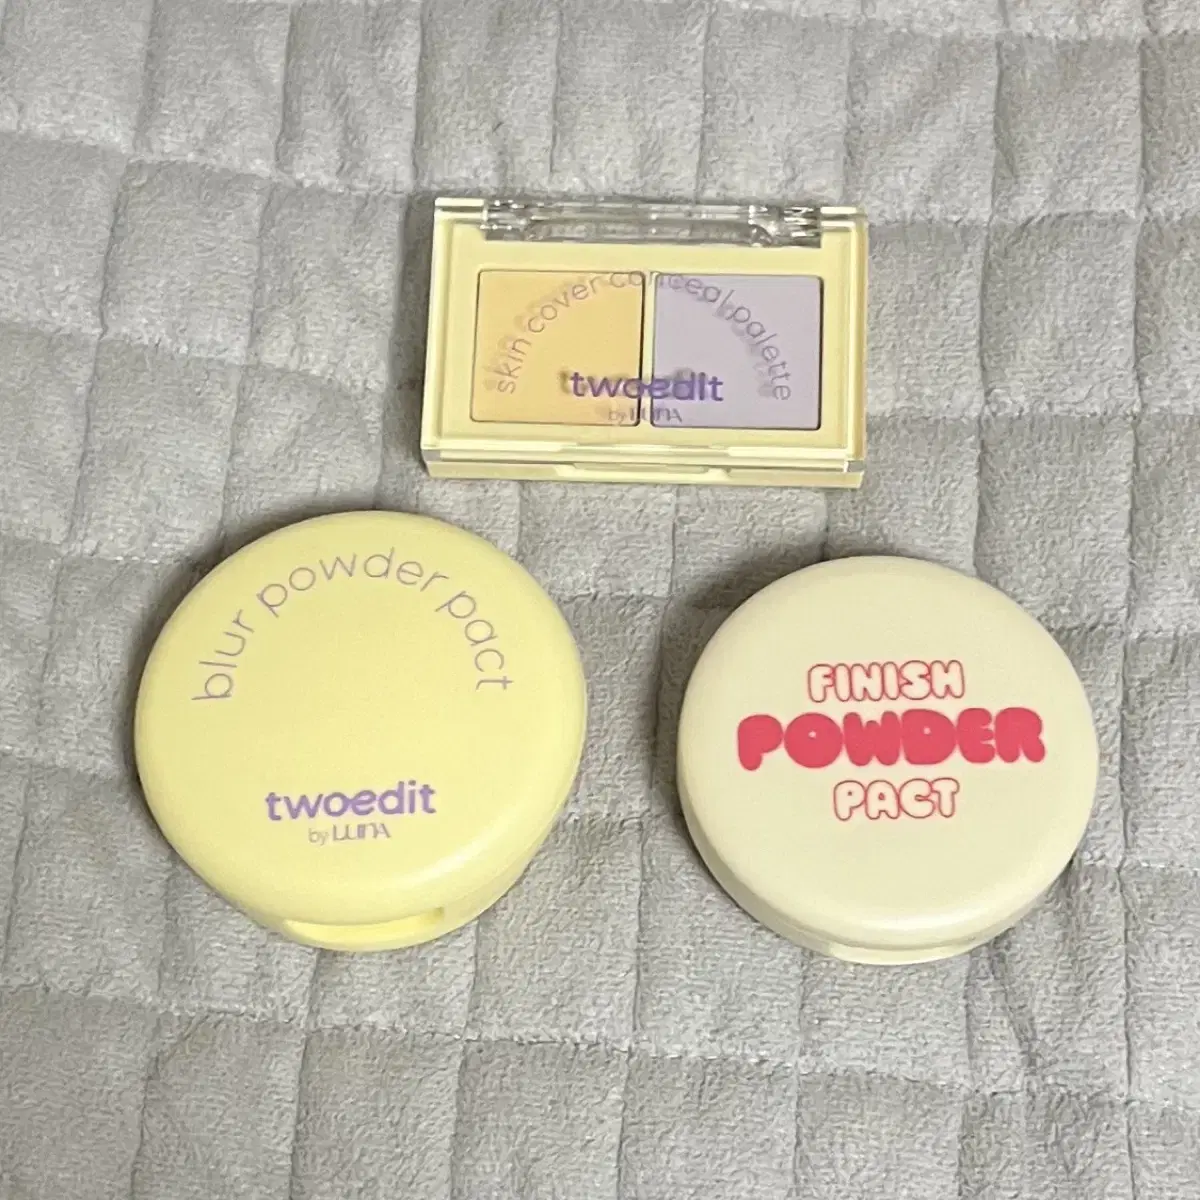 skin cover conceal palette
twoedit
by LUNA
blur powder pact
twoedit
by LUNA
FINISH
POWDER
PACT